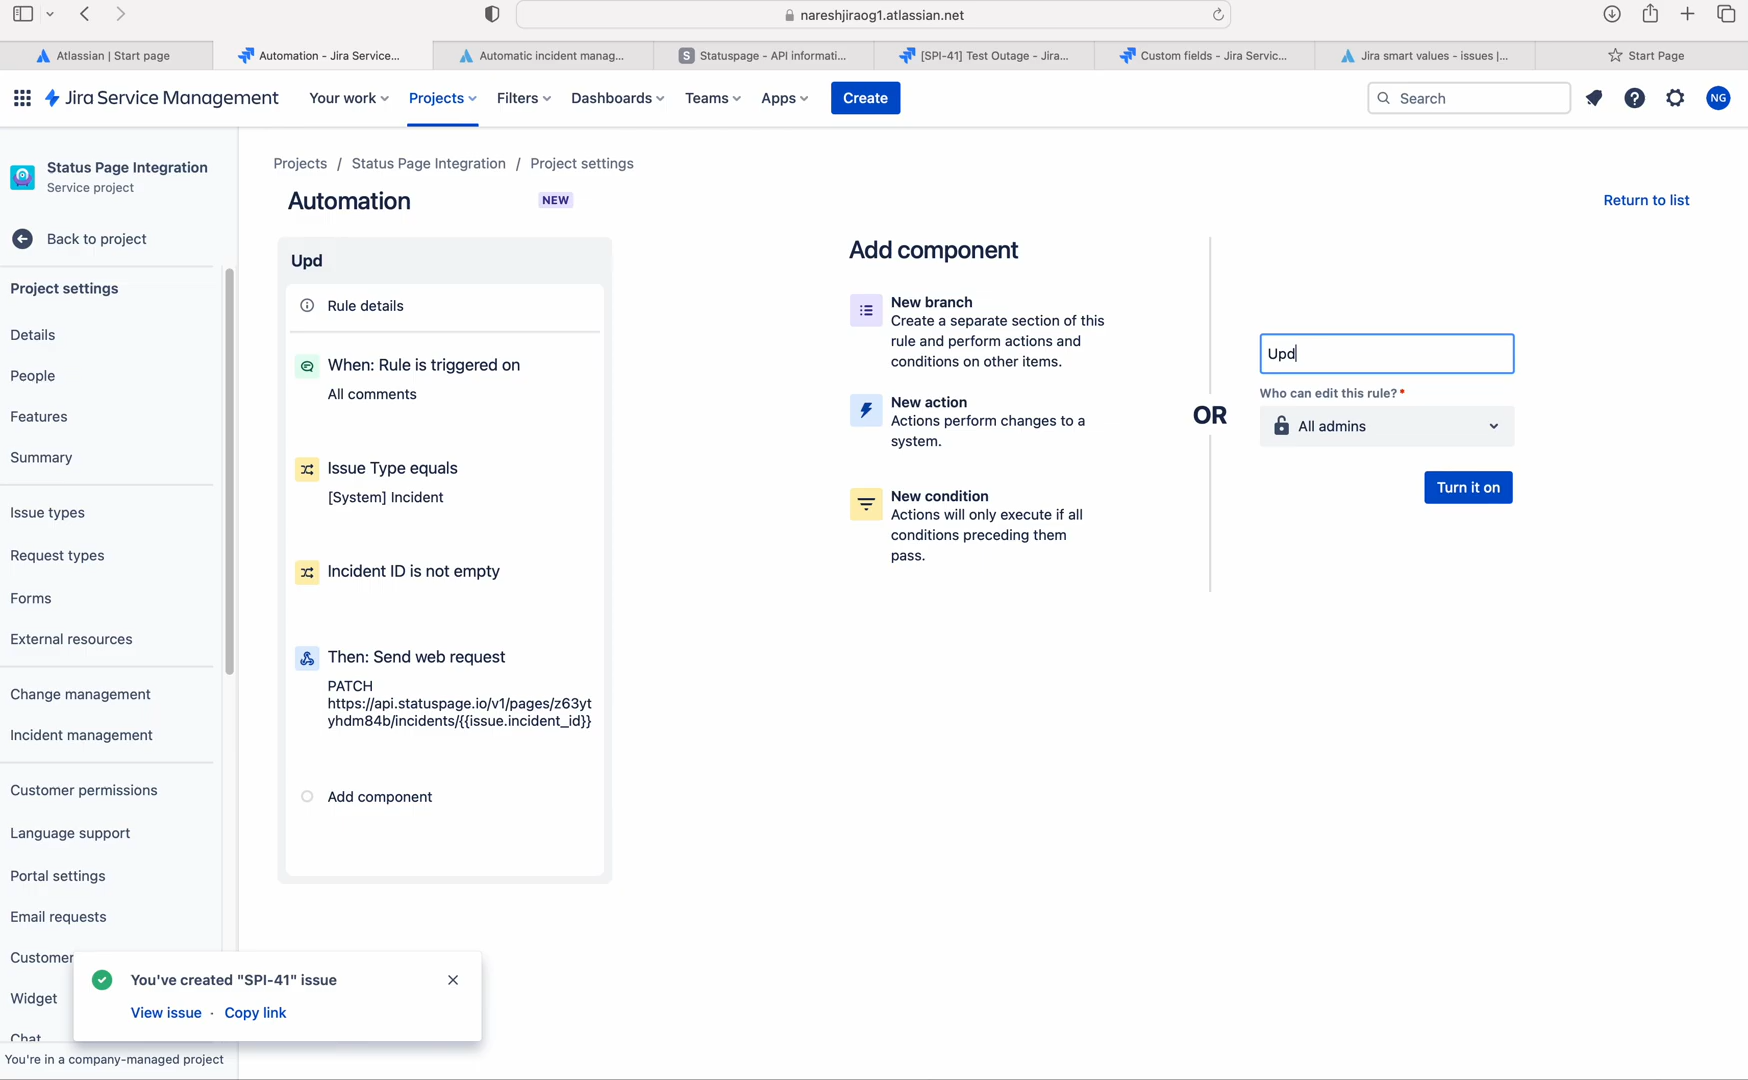 nareshjiraog1.atlassian.net
Atlassian | Start page
Automation - Jira Service...
Automatic incident manag...
S Statuspage - API informati...
[SPI-41] Test Outage - Jira...
Custom fields - Jira Servic...
Jira smart values - issues |...
Start Page
Jira Service Management
Your work
Projects
Filters
Dashboards
Teams
Apps
Create
Search
NG
Status Page Integration
Service project
Back to project
Project settings
Details
People
Features
Summary
Issue types
Request types
Forms
External resources
Change management
Incident management
Customer permissions
Language support
Portal settings
Email requests
Customer
Widget
Chat
You're in a company-managed project
Projects / Status Page Integration / Project settings
Automation
NEW
Return to list
Upd
Rule details
When: Rule is triggered on
All comments
Issue Type equals
[System] Incident
Incident ID is not empty
Then: Send web request
PATCH
https://api.statuspage.io/v1/pages/z63yt
yhdm84b/incidents/{{issue.incident_id}}
Add component
Add component
New branch
Create a separate section of this
rule and perform actions and
conditions on other items.
New action
Actions perform changes to a
system.
New condition
Actions will only execute if all
conditions preceding them
pass.
OR
Upd
Who can edit this rule?*
All admins
Turn it on
You've created "SPI-41" issue
View issue · Copy link